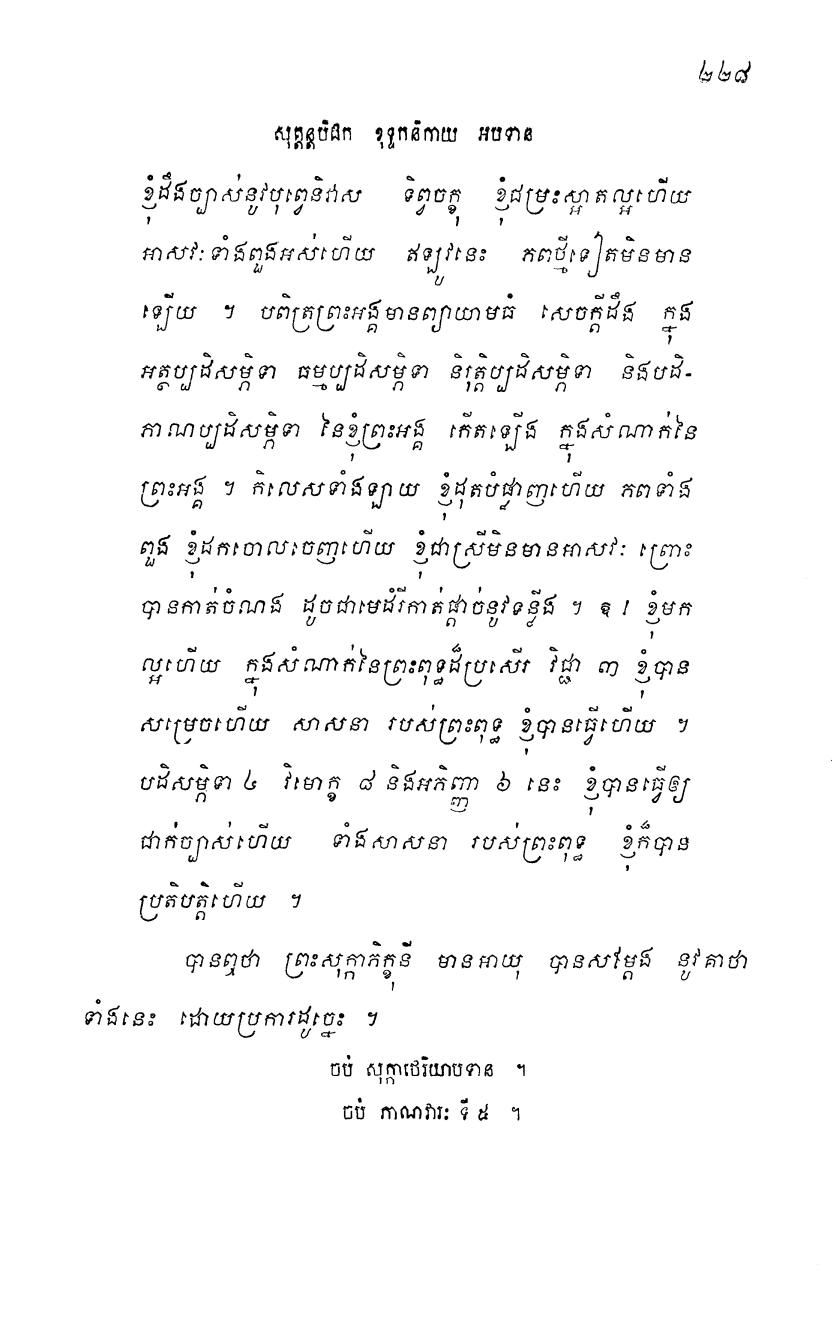 ២២៨
សុត្តន្តបិដក ខុទ្ទកនិកាយ អបទាន
ខ្ញុំដឹងច្បាស់នូវបុព្វេនិវាស ទិព្វចក្ខុ ខ្ញុំជម្រះស្អាតល្អហើយ
អាសវៈទាំងពួងអស់ហើយ ឥឡូវនេះ ភពថ្មីទៀតមិនមាន
ឡើយ ។ បពិត្រព្រះអង្គមានព្យាយាមធំ សេចក្តីដឹង ក្នុង
អត្ថប្បដិសម្ភិទា ធម្មប្បដិសម្ភិទា និរុត្តិប្បដិសម្ភិទា និងបដិ-
ភាណប្បដិសម្ភិទា នៃខ្ញុំព្រះអង្គ កើតឡើង ក្នុងសំណាក់នៃ
ព្រះអង្គ ។ កិលេសទាំងឡាយ ខ្ញុំដុតបំផ្លាញហើយ ភពទាំង
ពួង ខ្ញុំដកចោលចេញហើយ ខ្ញុំជាស្រីមិនមានអាសវៈ ព្រោះ
បានកាត់ចំណង ដូចជាមេដំរីកាត់ផ្តាច់នូវទន្លីង ។ ឱ ! ខ្ញុំមក
ល្អហើយ ក្នុងសំណាក់នៃព្រះពុទ្ធដ៏ប្រសើរ វិជ្ជា ៣ ខ្ញុំបាន
សម្រេចហើយ សាសនា របស់ព្រះពុទ្ធ ខ្ញុំបានធ្វើហើយ ។
បដិសម្ភិទា ៤ វិមោក្ខ ៨ និងអភិញ្ញា ៦ នេះ ខ្ញុំបានធ្វើឲ្យ
ជាក់ច្បាស់ហើយ ទាំងសាសនា របស់ព្រះពុទ្ធ ខ្ញុំក៏បាន
ប្រតិបត្តិហើយ ។
បានឮថា ព្រះសុក្កាភិក្ខុនី មានអាយុ បានសម្តែង នូវគាថា
ទាំងនេះ ដោយប្រការដូច្នេះ ។
ចប់ សុក្កាថេរិយាបទាន ។
ចប់ ភាណវារៈ ទី ៥ ។